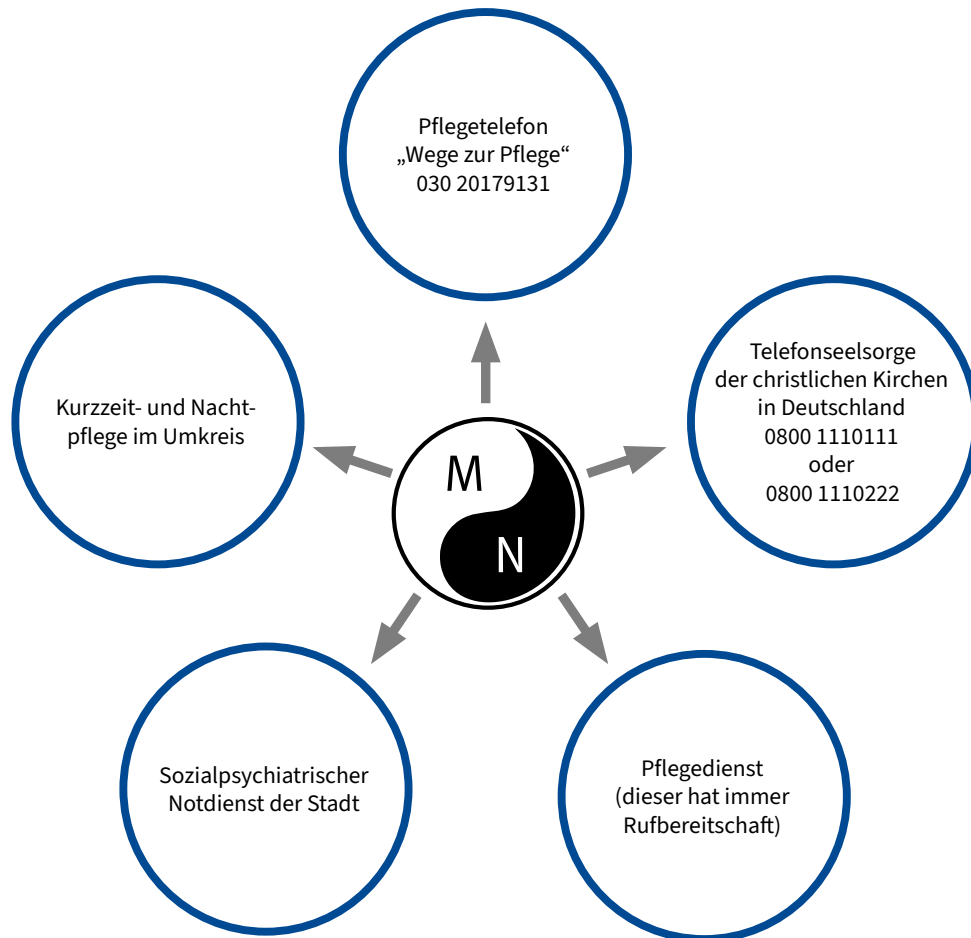 Pflegetelefon
„Wege zur Pflege“
030 20179131
Kurzzeit- und Nacht-
pflege im Umkreis
Telefonseelsorge
der christlichen Kirchen
in Deutschland
0800 1110111
oder
0800 1110222
M
N
Sozialpsychiatrischer
Notdienst der Stadt
Pflegedienst
(dieser hat immer
Rufbereitschaft)